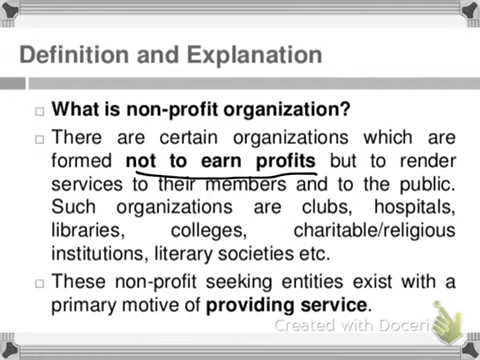 Definition and Explanation
What is non-profit organization?
There are certain organizations which are
formed not to earn profits but to render
services to their members and to the public.
Such organizations are clubs, hospitals,
libraries, colleges, charitable/religious
institutions, literary societies etc.
These non-profit seeking entities exist with a
primary motive of providing service.
Created with Doceri